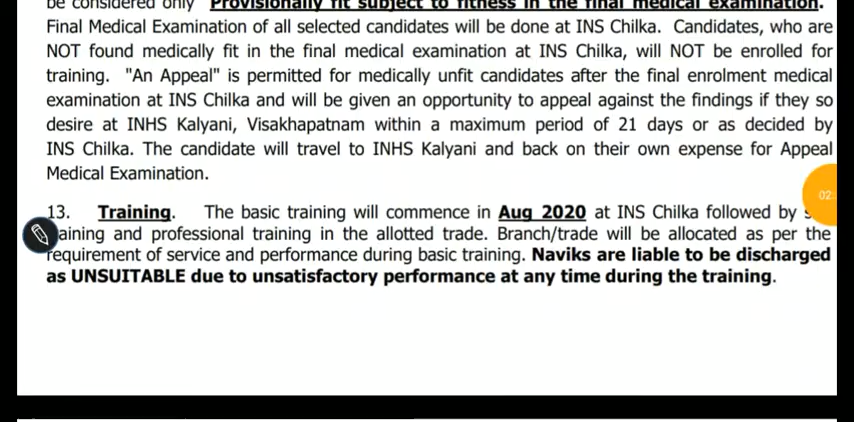 be considered only "Provisionally fit subject to fitness in the final medical examination.
Final Medical Examination of all selected candidates will be done at INS Chilka. Candidates, who are
NOT found medically fit in the final medical examination at INS Chilka, will NOT be enrolled for
training. "An Appeal" is permitted for medically unfit candidates after the final enrolment medical
examination at INS Chilka and will be given an opportunity to appeal against the findings if they so
desire at INHS Kalyani, Visakhapatnam within a maximum period of 21 days or as decided by
INS Chilka. The candidate will travel to INHS Kalyani and back on their own expense for Appeal
Medical Examination.
02:
13. Training. The basic training will commence in Aug 2020 at INS Chilka followed by
aining and professional training in the allotted trade. Branch/trade will be allocated as per the
requirement of service and performance during basic training. Naviks are liable to be discharged
as UNSUITABLE due to unsatisfactory performance at any time during the training.